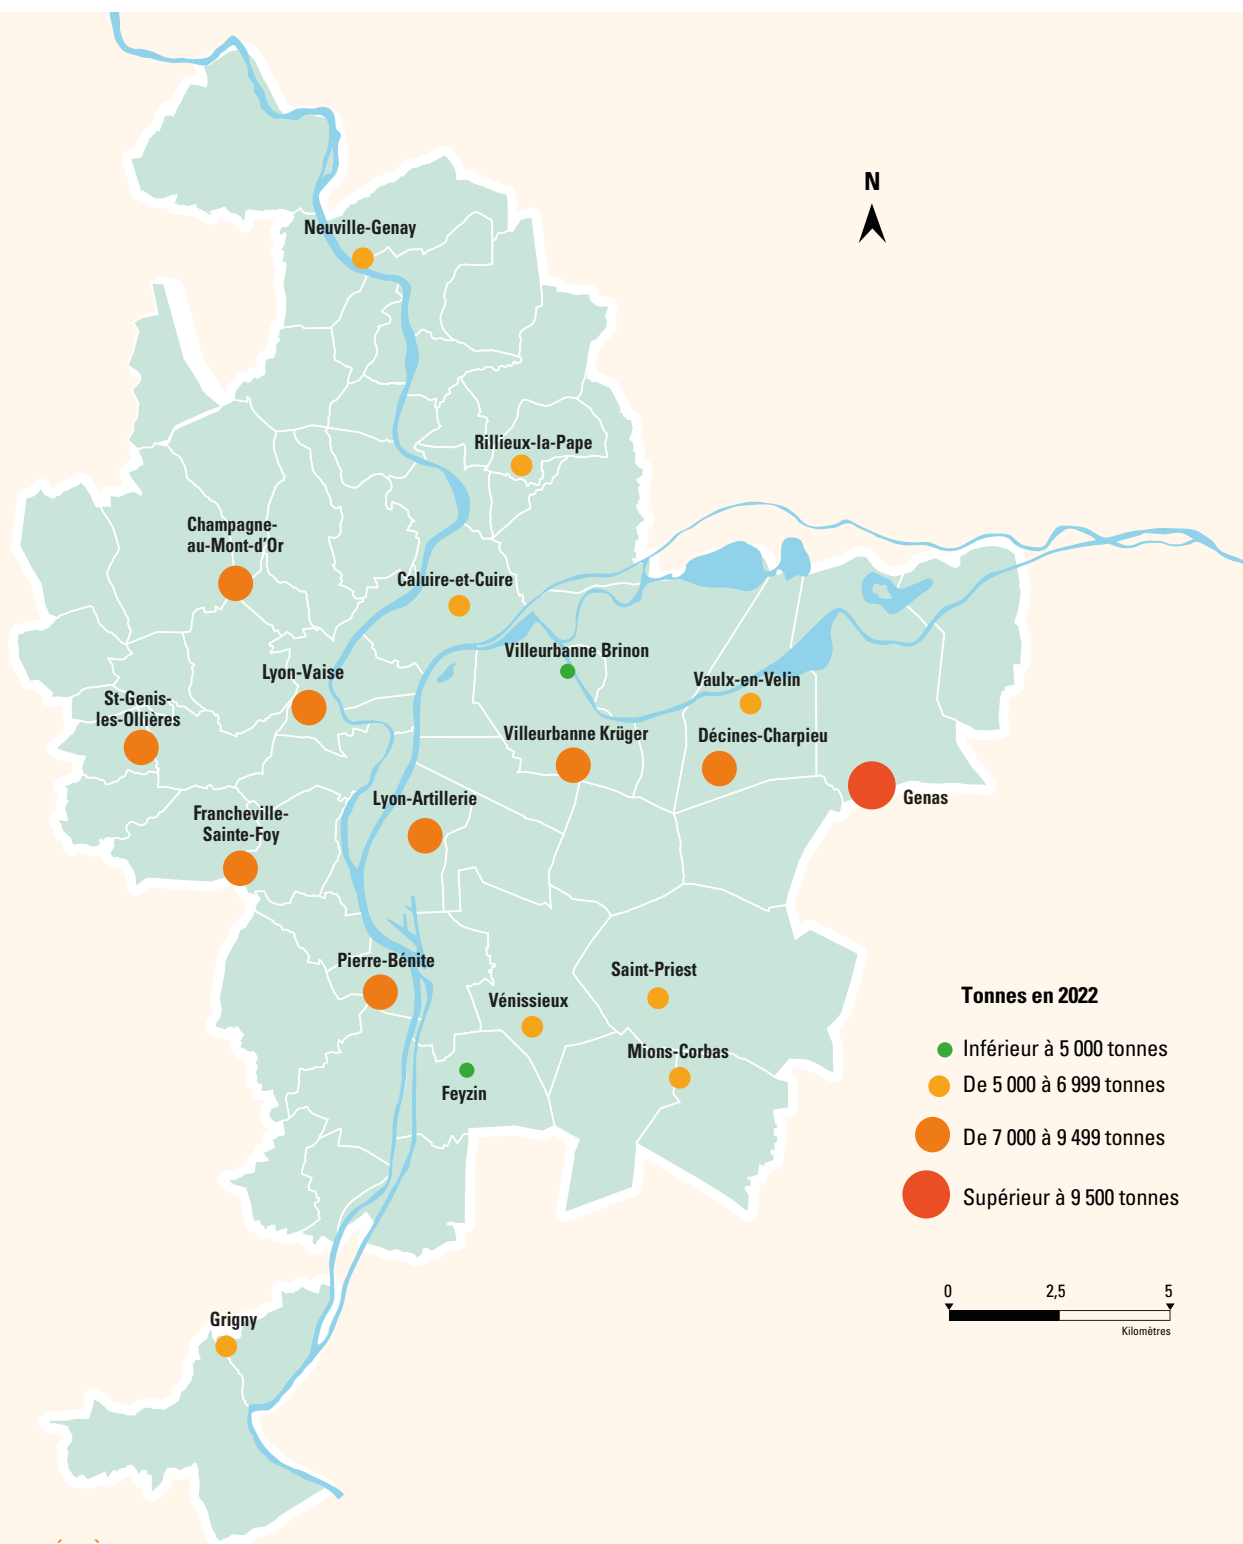 N
Neuville-Genay
Rillieux-la-Pape
Champagne-
au-Mont-d'Or
Caluire-et-Cuire
Villeurbanne Brinon
Lyon-Vaise
Vaulx-en-Velin
St-Genis-
les-Ollières
Villeurbanne Krüger
Décines-Charpieu
Genas
Lyon-Artillerie
Francheville-
Sainte-Foy
Pierre-Bénite
Saint-Priest
Vénissieux
Mions-Corbas
Feyzin
Grigny
Tonnes en 2022
Inférieur à 5 000 tonnes
De 5 000 à 6 999 tonnes
De 7 000 à 9 499 tonnes
Supérieur à 9 500 tonnes
0 2,5 5
Kilomètres